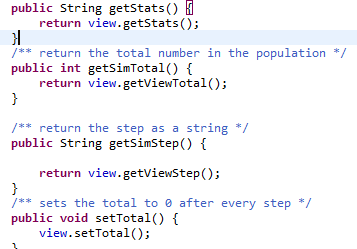 public String getStats() {
    return view.getStats();
}
/** return the total number in the population */
public int getSimTotal() {
    return view.getViewTotal();
}

/** return the step as a string */
public String getSimStep() {

    return view.getViewStep();
}
/** sets the total to 0 after every step */
public void setTotal() {
    view.setTotal();
}